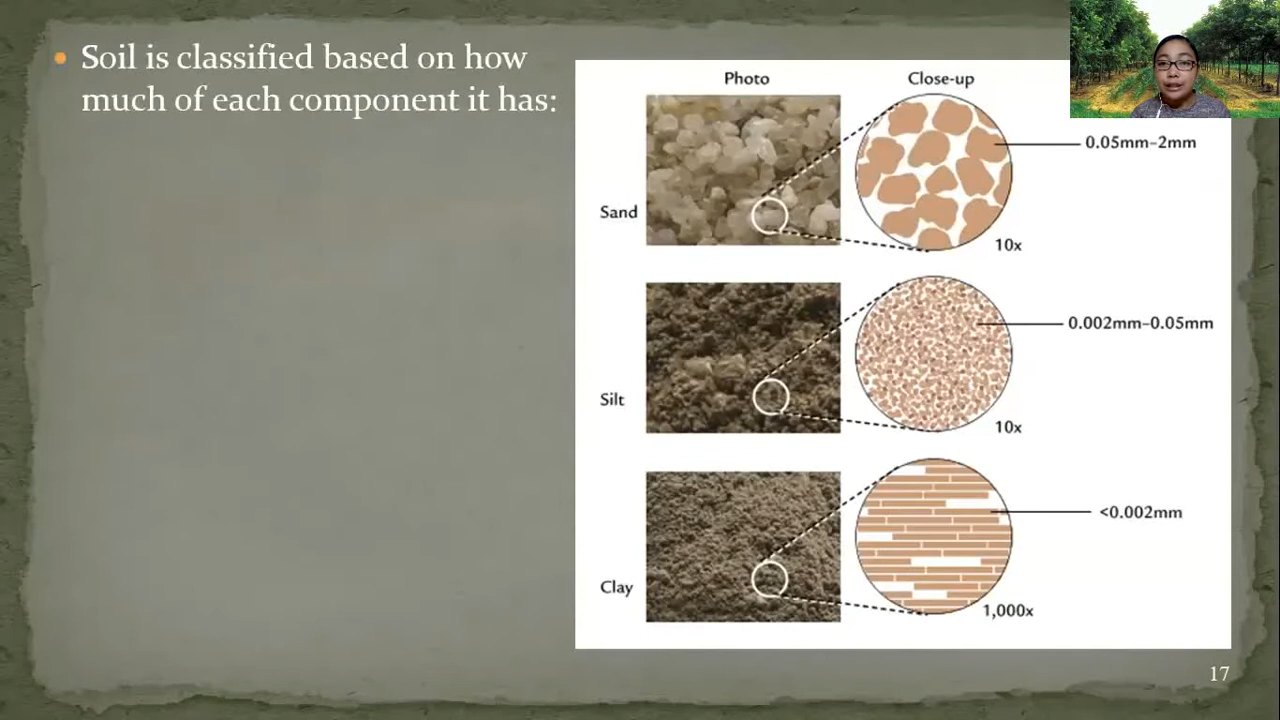 • Soil is classified based on how
much of each component it has:
Photo
Close-up
0.05mm–2mm
Sand
10x
0.002mm–0.05mm
Silt
10x
<0.002mm
Clay
1,000x
17